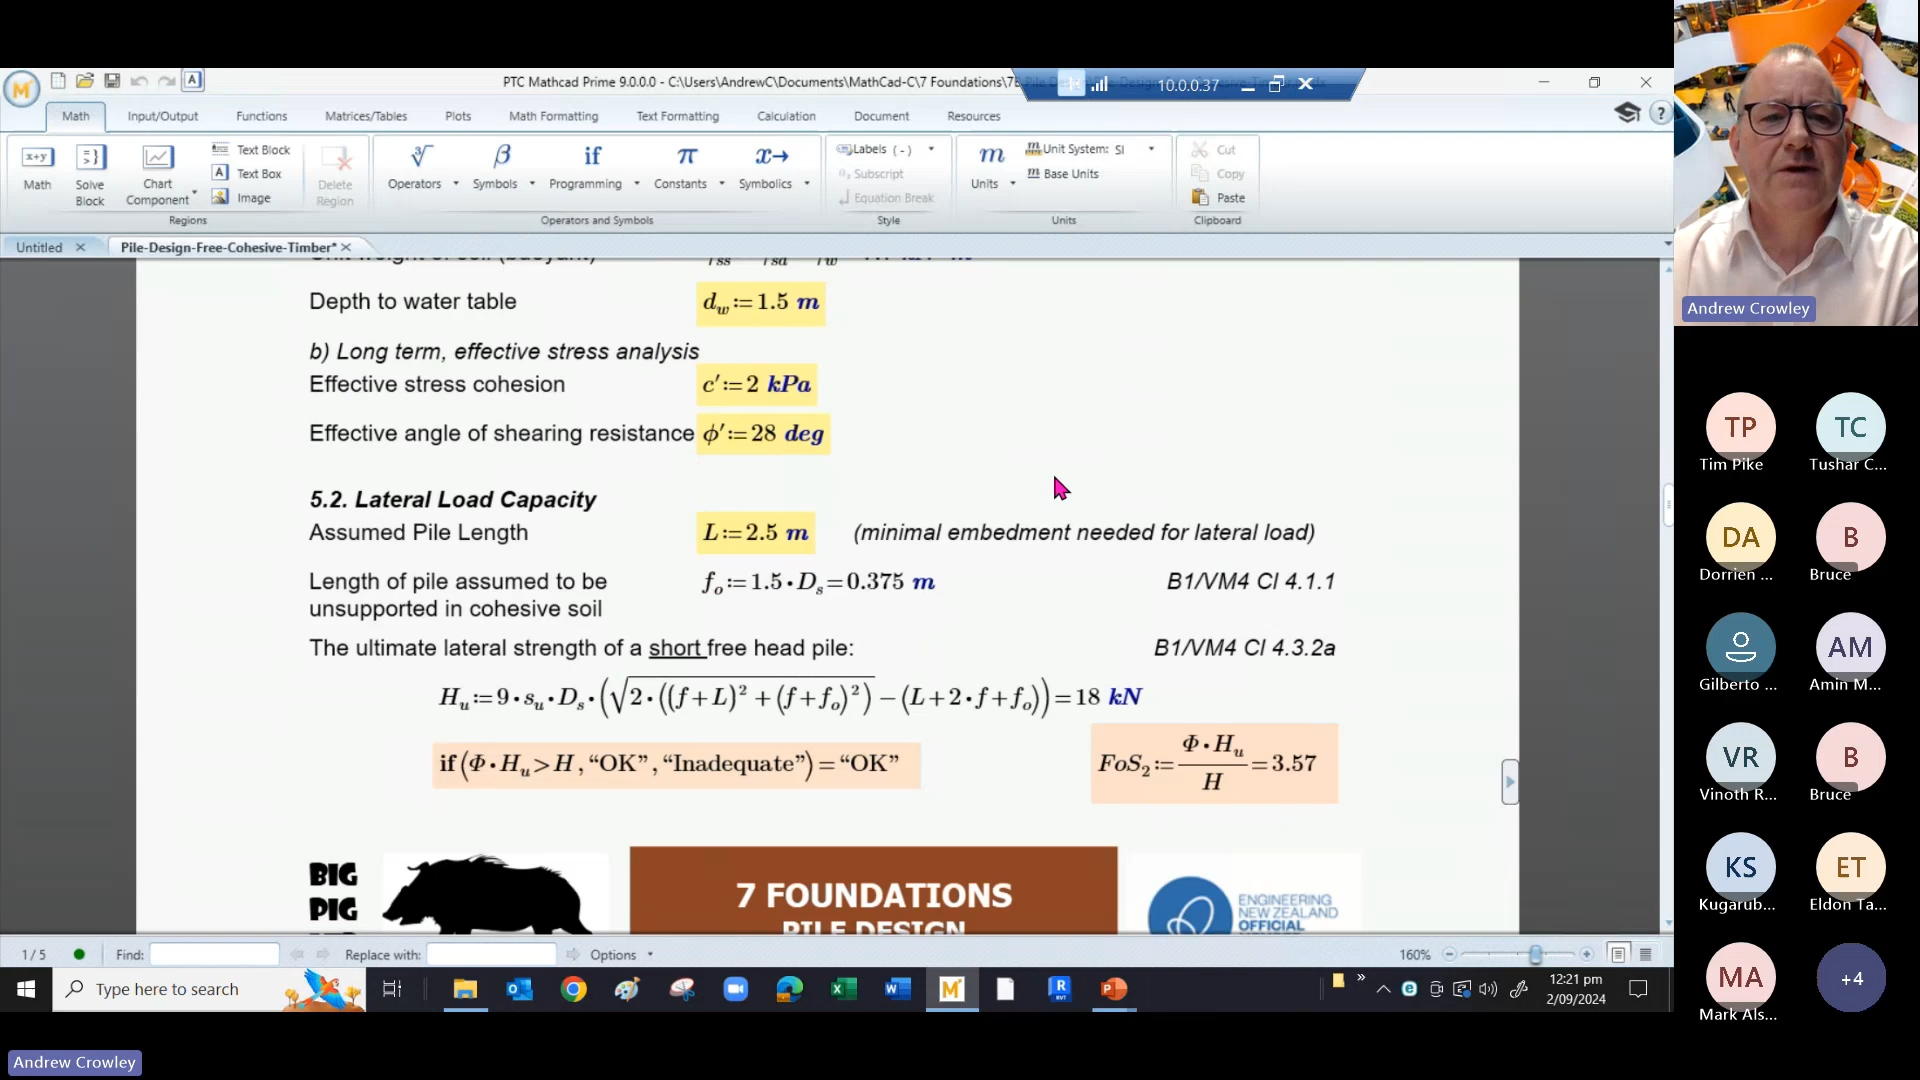 PTC Mathcad Prime 9.0.0.0 - C:\Users\AndrewC\Documents\MathCad-C\7 Foundations\7
10.0.0.37
Math Input/Output Functions Matrices/Tables Plots Math Formatting Text Formatting Calculation Document Resources
Math
Solve
Block
Chart
Component
Text Block
Text Box
Image
Delete
Region
Operators
Symbols
if
Programming
Constants
Symbolics
Labels ( - )
Subscript
Equation Break
Units
Unit System: SI
Base Units
Cut
Copy
Paste
Regions
Operators and Symbols
Style
Units
Clipboard
Untitled
Pile-Design-Free-Cohesive-Timber*
Depth to water table d_w:=1.5 m
b) Long term, effective stress analysis
Effective stress cohesion c′:=2 kPa
Effective angle of shearing resistance ϕ′:=28 deg
5.2. Lateral Load Capacity
Assumed Pile Length L:=2.5 m (minimal embedment needed for lateral load)
Length of pile assumed to be f_o:=1.5•D_s=0.375 m B1/VM4 Cl 4.1.1
unsupported in cohesive soil
The ultimate lateral strength of a short free head pile: B1/VM4 Cl 4.3.2a
H_u:=9•s_u•D_s•(√(2•((f+L)²+(f+f_o)²))−(L+2•f+f_o))=18 kN
if(Φ•H_u>H,“OK”,“Inadequate”)=“OK” FoS_2:=Φ•H_u/H=3.57
BIG
PIG
7 FOUNDATIONS
PILE DESIGN
ENGINEERING
NEW ZEALAND
OFFICIAL
1 / 5 Find: Replace with: Options 160%
Type here to search
12:21 pm
2/09/2024
Andrew Crowley
TP
Tim Pike
TC
Tushar C...
DA
Dorrien ...
B
Bruce
Gilberto ...
AM
Amin M...
VR
Vinoth R...
B
Bruce
KS
Kugarub...
ET
Eldon Ta...
MA
Mark Als...
+4
Andrew Crowley